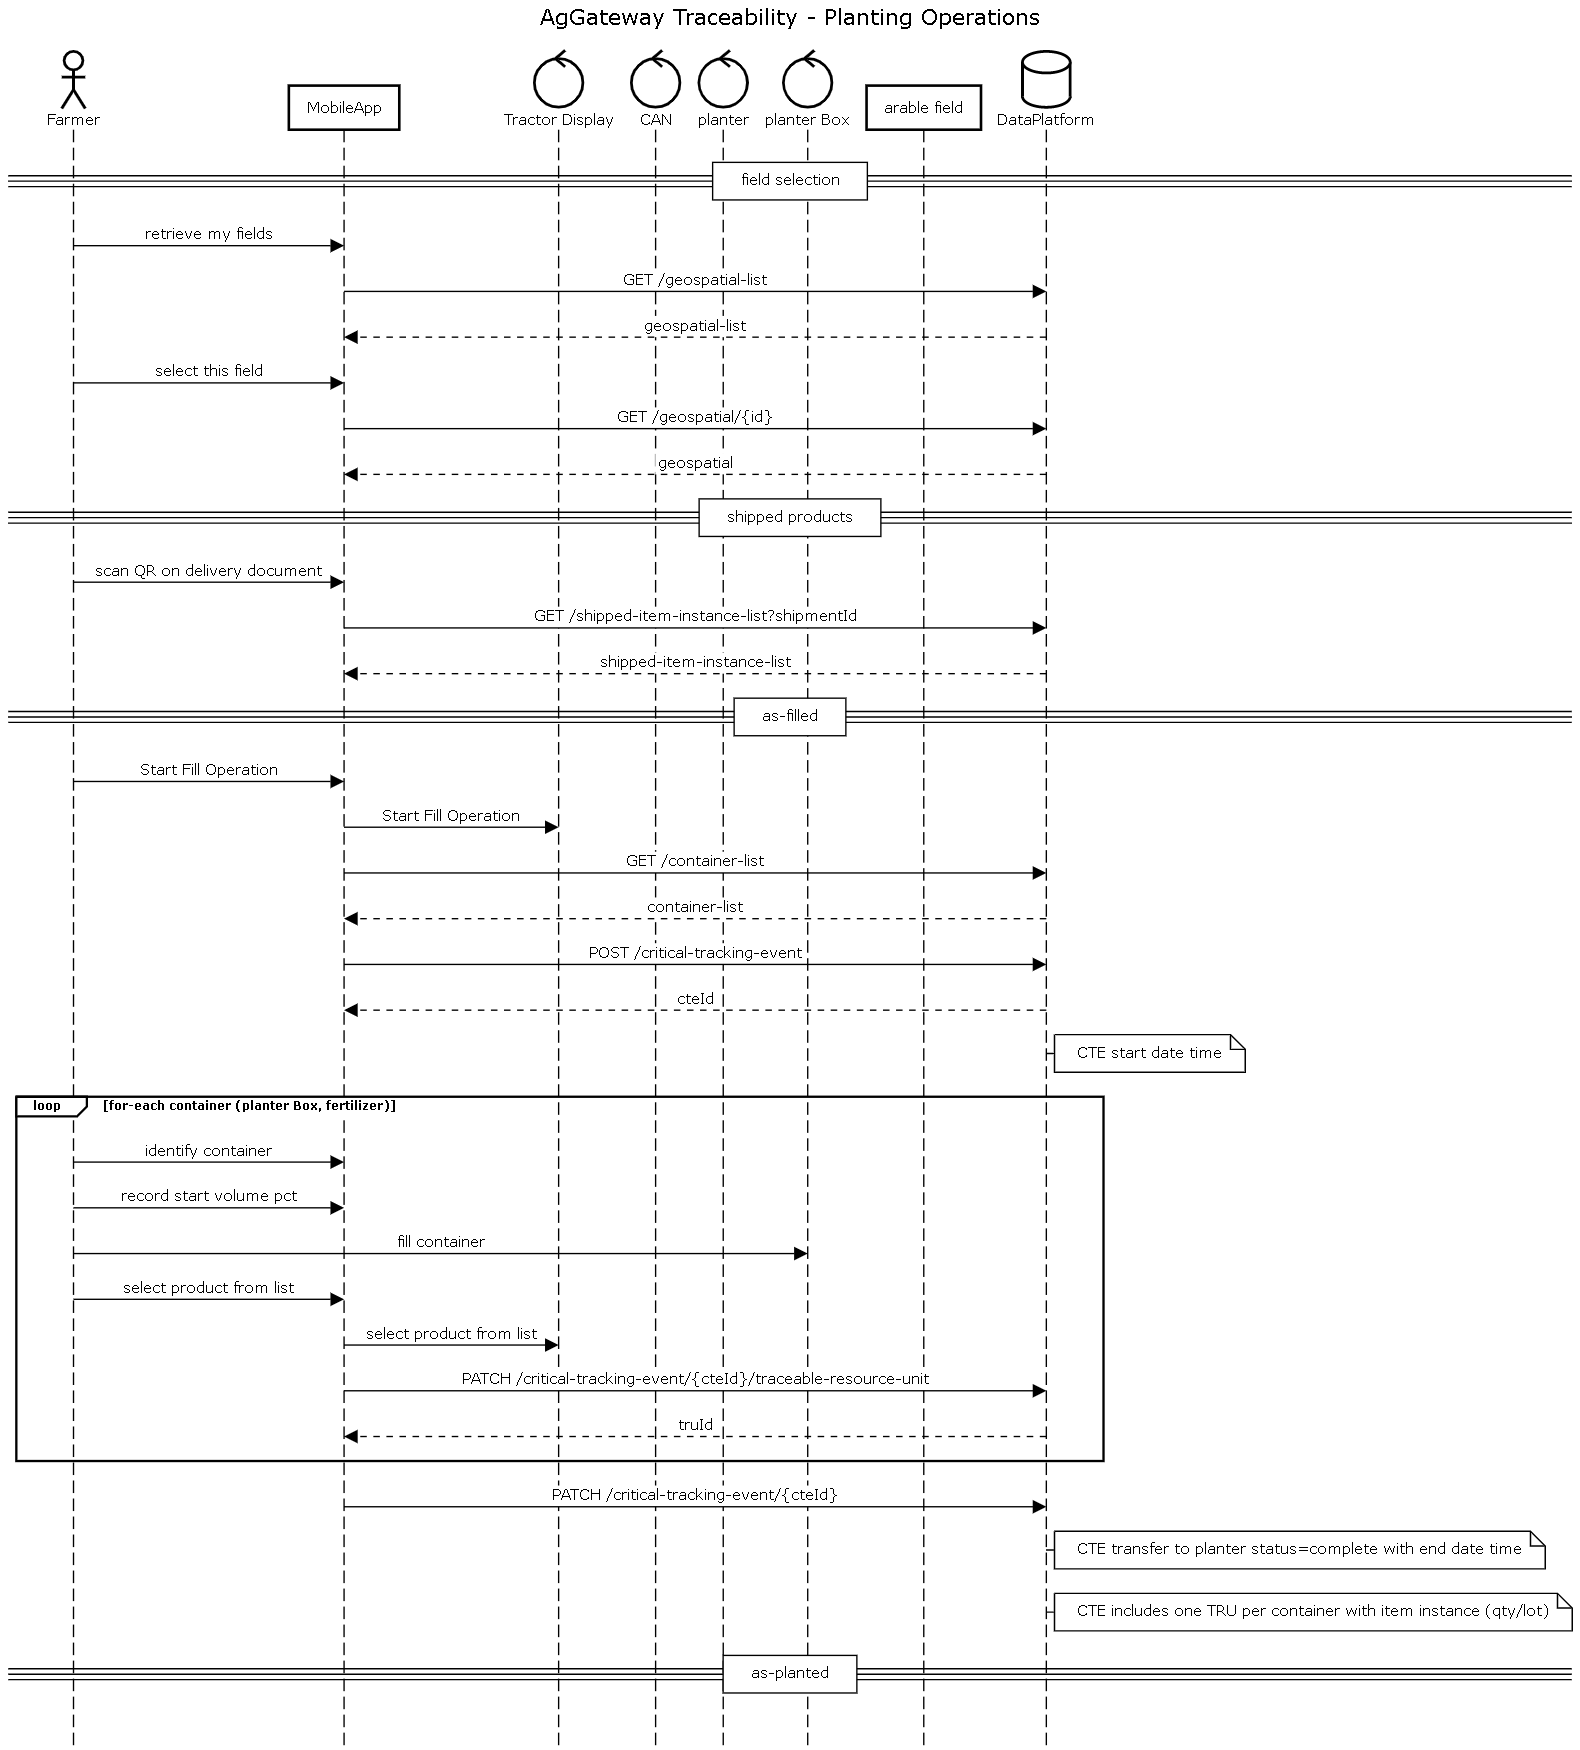 AgGateway Traceability - Planting Operations
Farmer
MobileApp
Tractor Display
CAN
planter
planter Box
arable field
DataPlatform
field selection
retrieve my fields
GET /geospatial-list
geospatial-list
select this field
GET /geospatial/{id}
geospatial
shipped products
scan QR on delivery document
GET /shipped-item-instance-list?shipmentId
shipped-item-instance-list
as-filled
Start Fill Operation
Start Fill Operation
GET /container-list
container-list
POST /critical-tracking-event
cteId
CTE start date time
loop [for-each container (planter Box, fertilizer)]
identify container
record start volume pct
fill container
select product from list
select product from list
PATCH /critical-tracking-event/{cteId}/traceable-resource-unit
truId
PATCH /critical-tracking-event/{cteId}
CTE transfer to planter status=complete with end date time
CTE includes one TRU per container with item instance (qty/lot)
as-planted